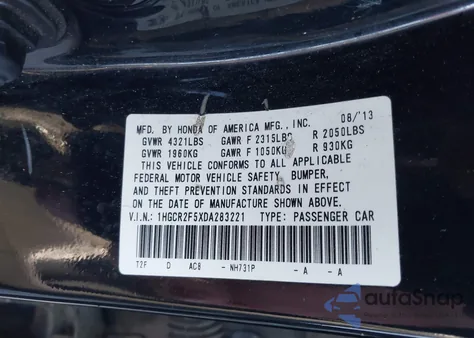 MFD. BY HONDA OF AMERICA MFG., INC. 08/13
GVWR 4321LBS GAWR F 2315LBS R 2050LBS
GVWR 1960KG GAWR F 1050KG R 930KG
THIS VEHICLE CONFORMS TO ALL APPLICABLE
FEDERAL MOTOR VEHICLE SAFETY, BUMPER,
AND THEFT PREVENTION STANDARDS IN EFFECT
ON THE DATE OF MANUFACTURE SHOWN ABOVE.
V.I.N.: 1HGCR2F5XDA283221 TYPE: PASSENGER CAR
T2F D AC8 - NH731P -A -A
autoSnap